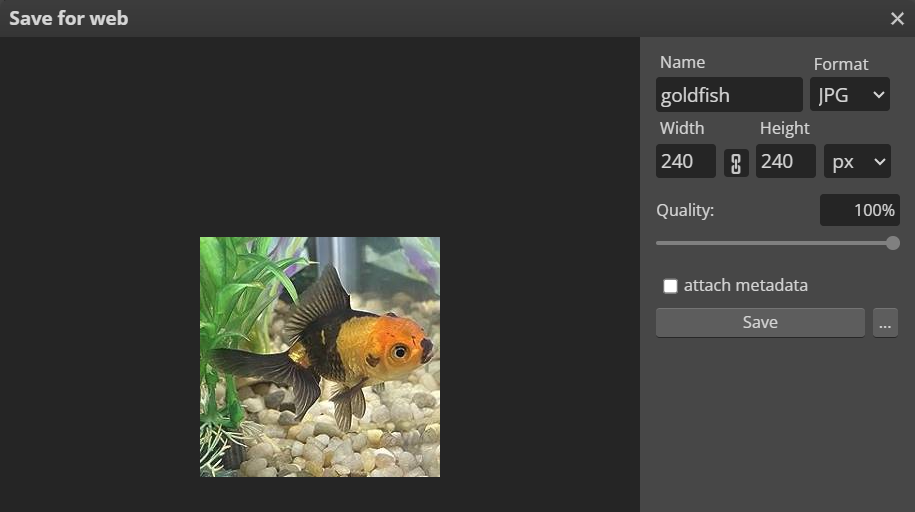 Save for web
Name
Format
goldfish
JPG
Width
Height
240
240
px
Quality:
100%
attach metadata
Save
...